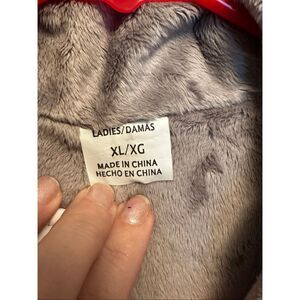 LADIES/DAMAS
XL/XG
MADE IN CHINA
HECHO EN CHINA